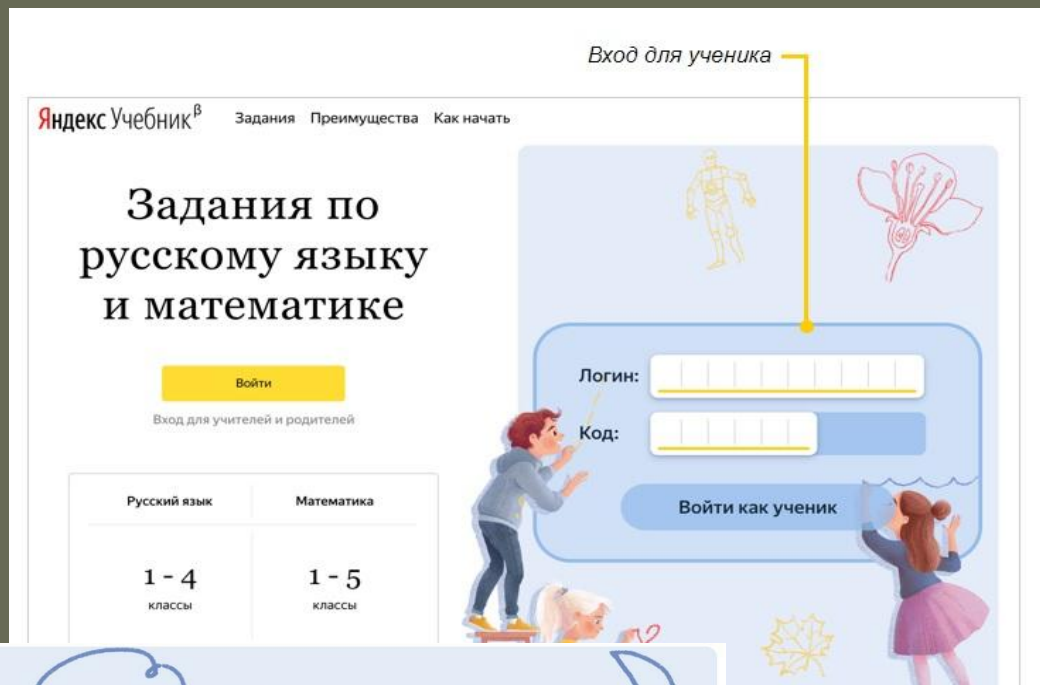 Вход для ученика
Яндекс Учебник β
Задания Преимущества Как начать
Задания по
русскому языку
и математике
Войти
Вход для учителей и родителей
Русский язык Математика
1 - 4 1 - 5
классы классы
Логин:
Код:
Войти как ученик